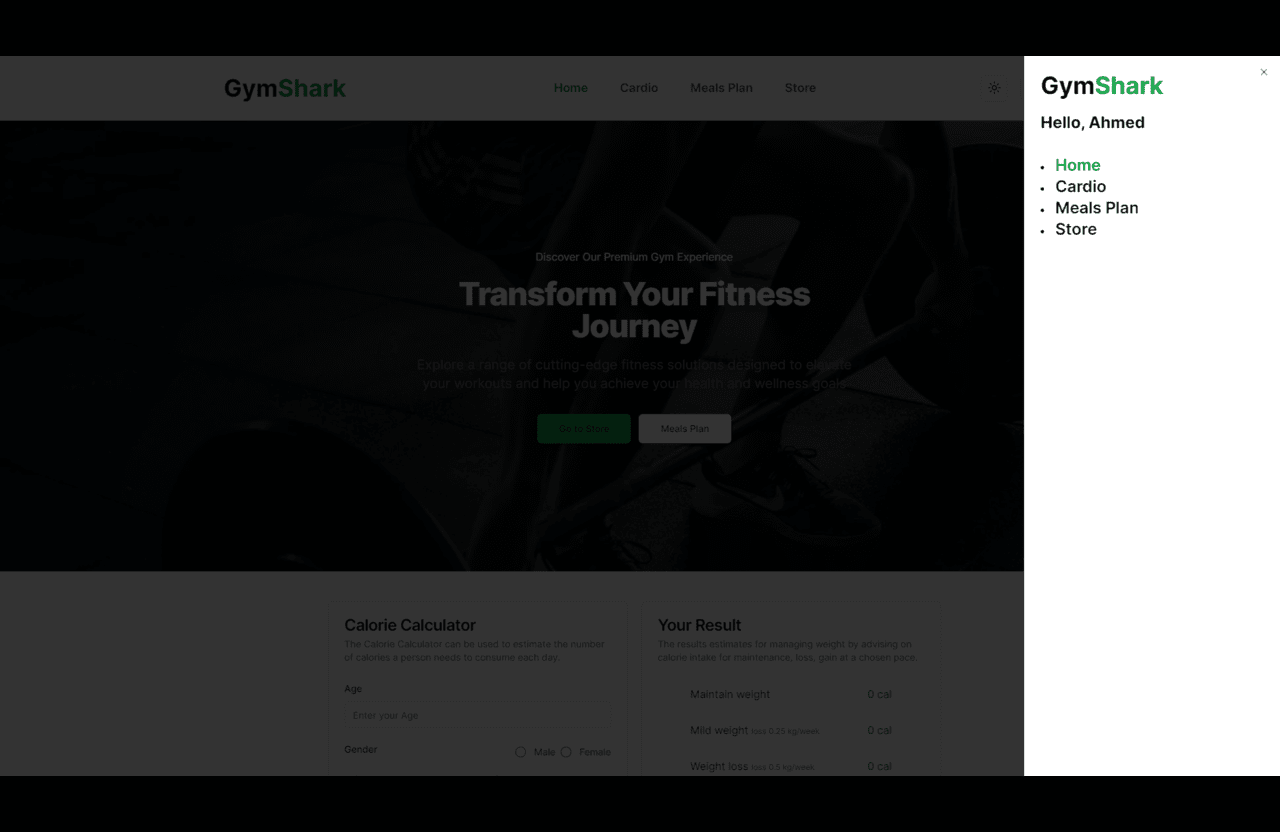 GymShark
Home Cardio Meals Plan Store
Discover Our Premium Gym Experience
Transform Your Fitness
Journey
Explore a range of cutting-edge fitness solutions designed to elevate
your workouts and help you achieve your health and wellness goals.
Go to Store Meals Plan
Calorie Calculator
The Calorie Calculator can be used to estimate the number
of calories a person needs to consume each day.
Age
Enter your Age
Gender Male Female
Your Result
The results estimates for managing weight by advising on
calorie intake for maintenance, loss, gain at a chosen pace.
Maintain weight 0 cal
Mild weight loss 0.25 kg/week 0 cal
Weight loss loss 0.5 kg/week 0 cal
GymShark
Hello, Ahmed
Home
Cardio
Meals Plan
Store